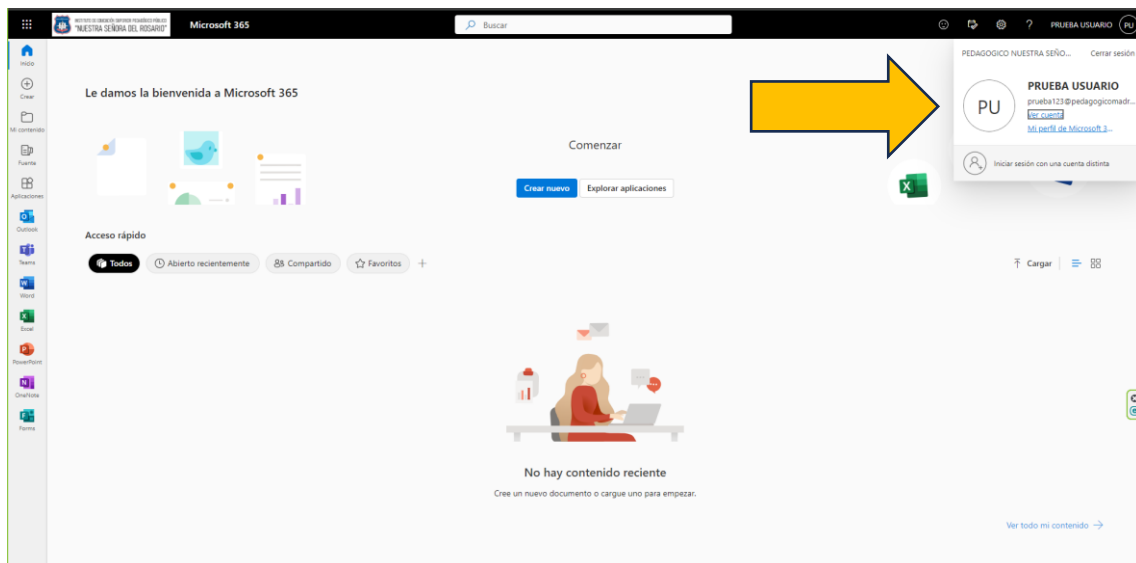 INSTITUTO DE EDUCACIÓN SUPERIOR PEDAGÓGICO PÚBLICO
"NUESTRA SEÑORA DEL ROSARIO"
Microsoft 365
Buscar
?
PRUEBA USUARIO
PU
Inicio
Crear
Mi contenido
Fuente
Aplicaciones
Outlook
Teams
Word
Excel
PowerPoint
OneNote
Forms
PEDAGOGICO NUESTRA SEÑO...
Cerrar sesión
PU
PRUEBA USUARIO
prueba123@pedagogicomadr...
Ver cuenta
Mi perfil de Microsoft 3...
Iniciar sesión con una cuenta distinta
Le damos la bienvenida a Microsoft 365
Comenzar
Crear nuevo
Explorar aplicaciones
Acceso rápido
Todos
Abierto recientemente
Compartido
Favoritos
Cargar
No hay contenido reciente
Cree un nuevo documento o cargue uno para empezar.
Ver todo mi contenido